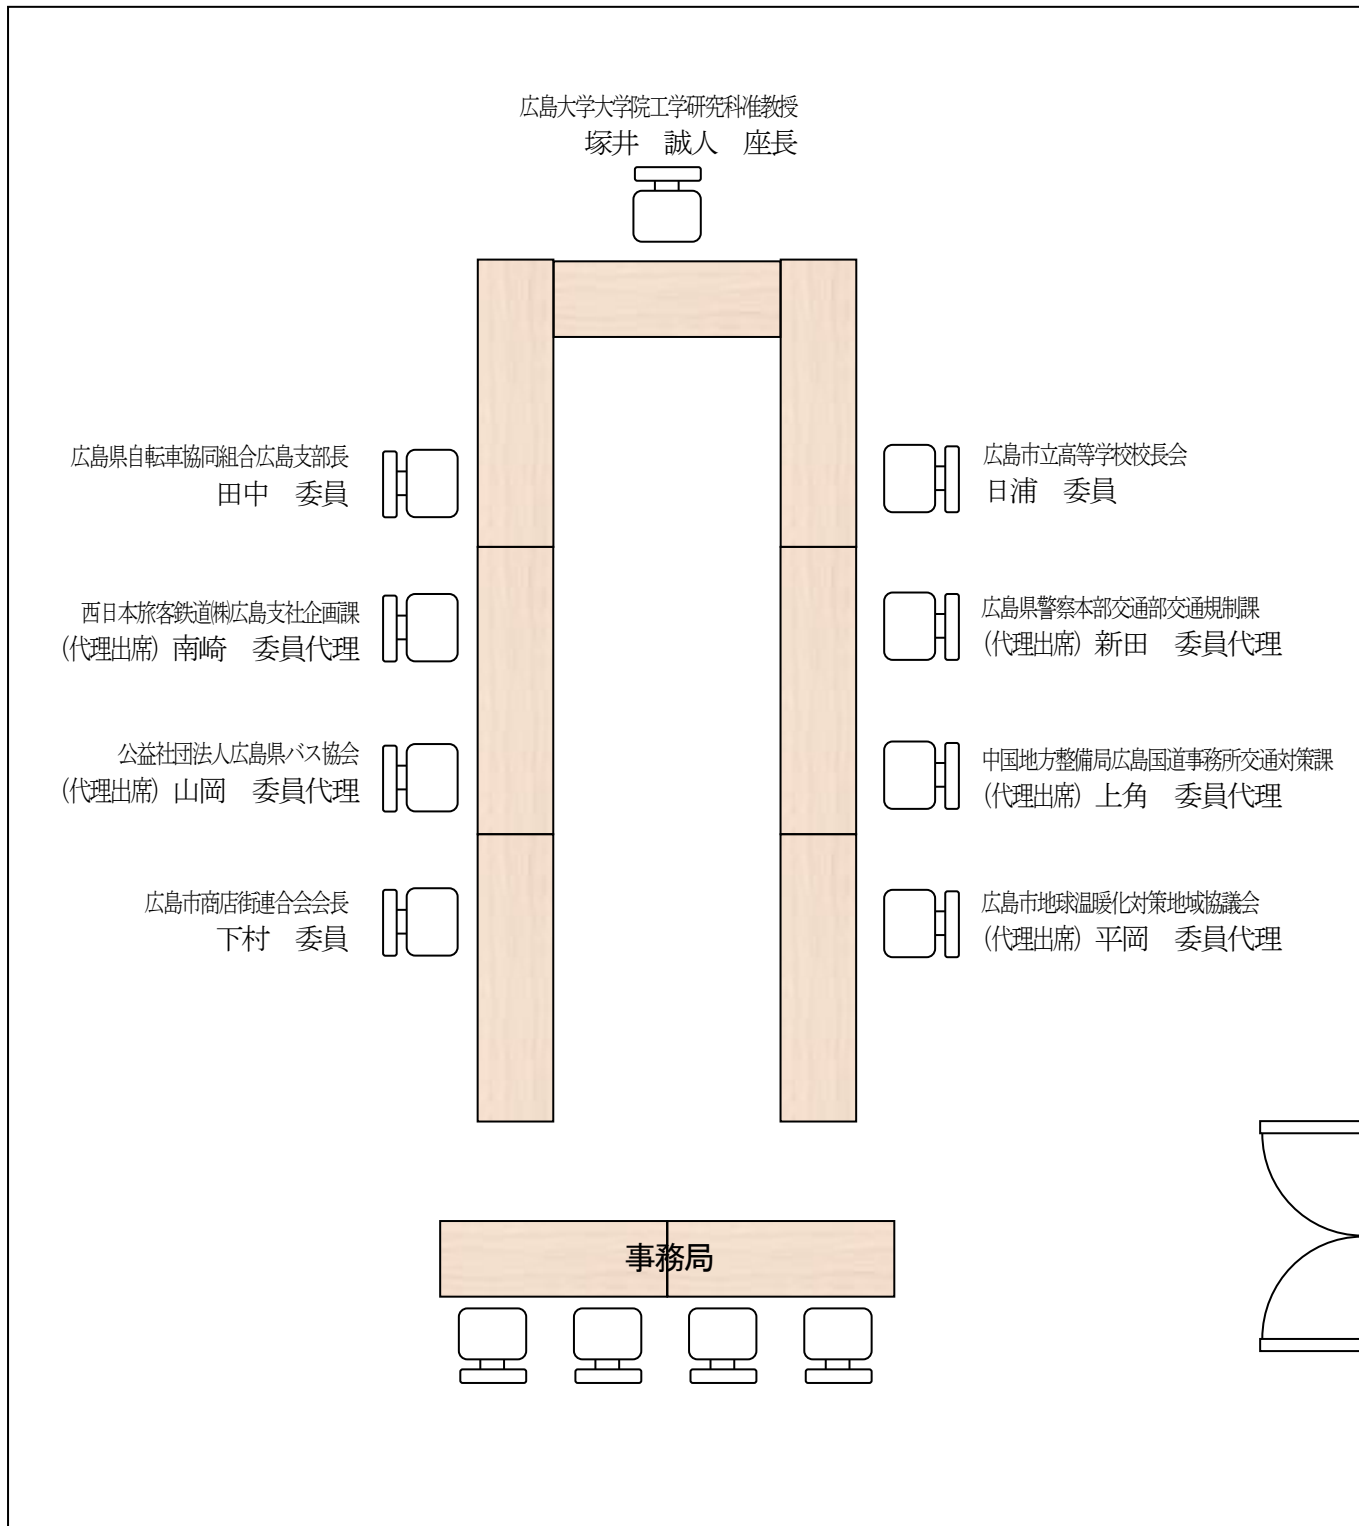 広島大学大学院工学研究科准教授
塚井　誠人　座長
広島県自転車協同組合広島支部長
田中　委員
西日本旅客鉄道㈱広島支社企画課
(代理出席) 南崎　委員代理
公益社団法人広島県バス協会
(代理出席) 山岡　委員代理
広島市商店街連合会会長
下村　委員
広島市立高等学校校長会
日浦　委員
広島県警察本部交通部交通規制課
(代理出席) 新田　委員代理
中国地方整備局広島国道事務所交通対策課
(代理出席) 上角　委員代理
広島市地球温暖化対策地域協議会
(代理出席) 平岡　委員代理
事務局